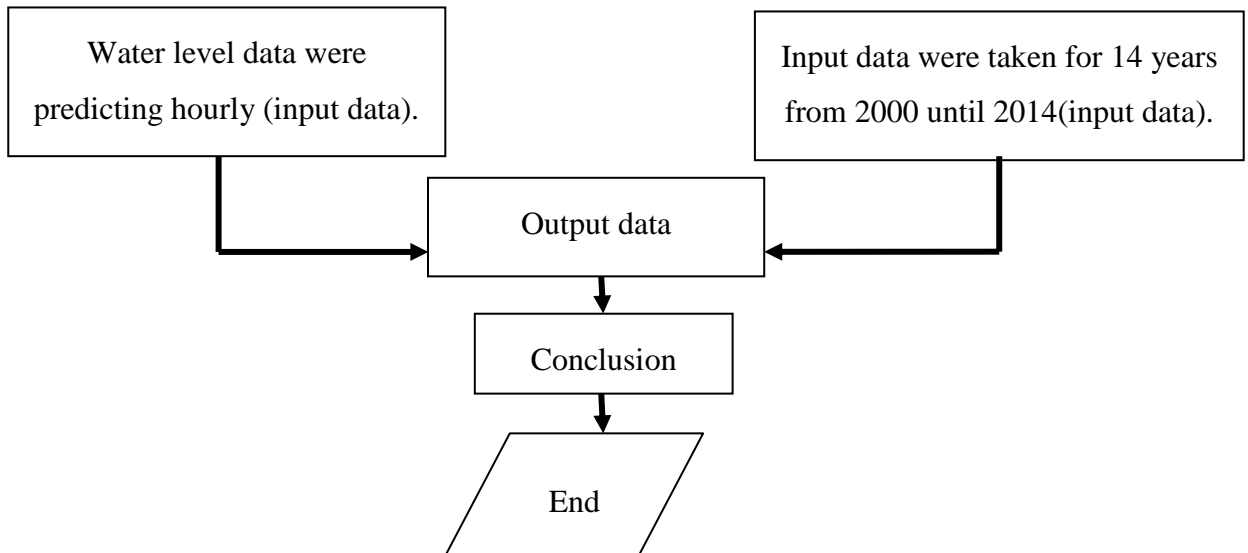 Water level data were
predicting hourly (input data).
Input data were taken for 14 years
from 2000 until 2014(input data).
Output data
Conclusion
End